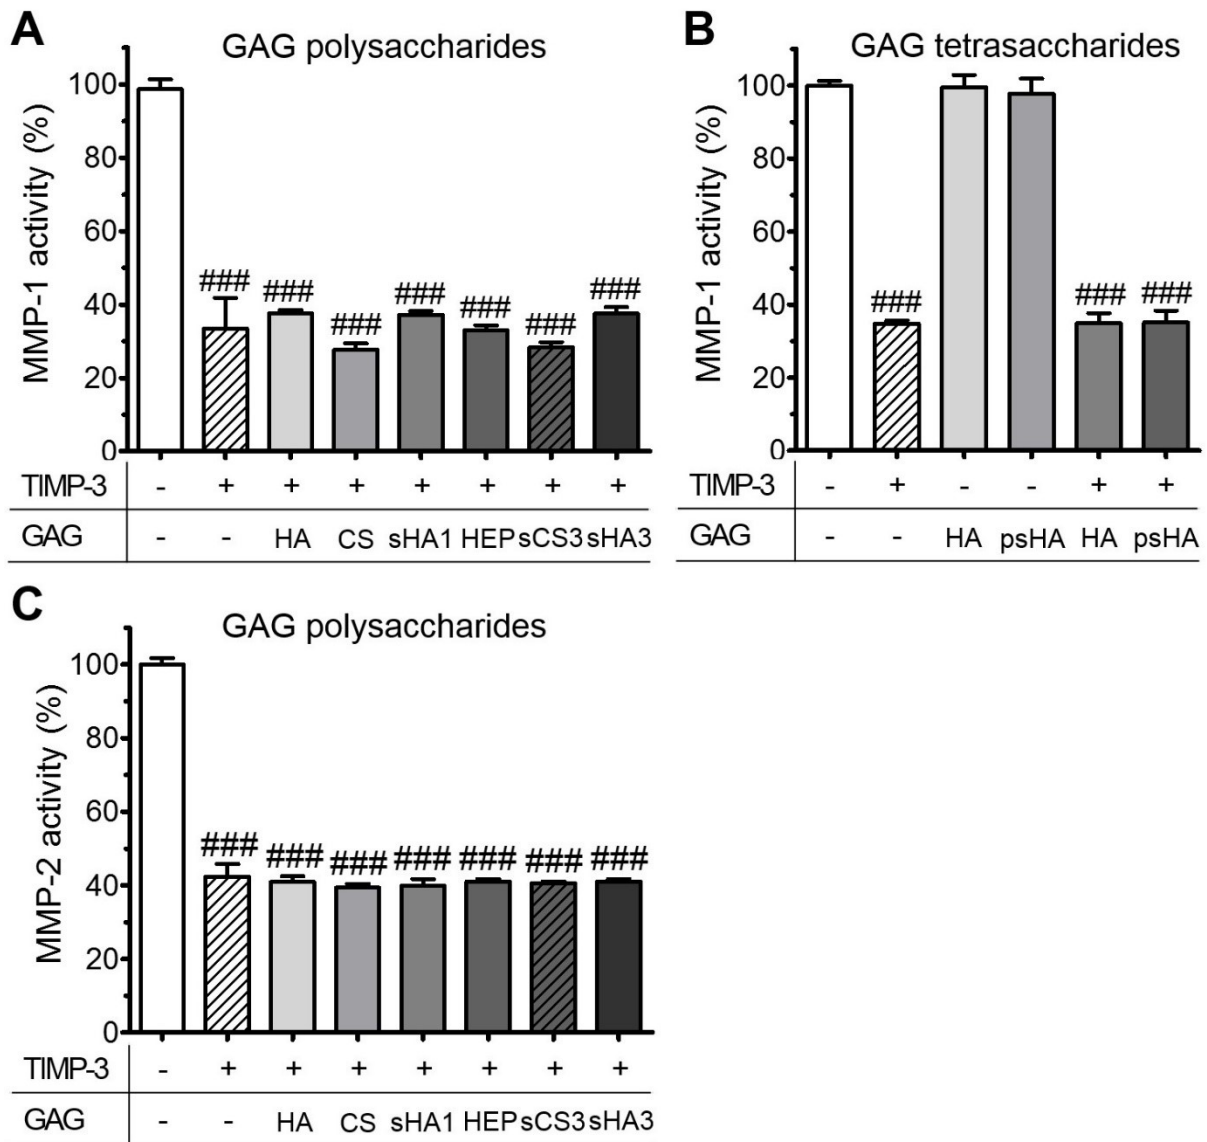 A
GAG polysaccharides
MMP-1 activity (%)
100
80
60
40
20
0
### ### ### ### ### ### ###
TIMP-3 - + + + + + + +
GAG - - HA CS sHA1 HEP sCS3 sHA3
B
GAG tetrasaccharides
MMP-1 activity (%)
100
80
60
40
20
0
### ### ###
TIMP-3 - + - - + +
GAG - - HA psHA HA psHA
C
GAG polysaccharides
MMP-2 activity (%)
100
80
60
40
20
0
### ### ### ### ### ### ###
TIMP-3 - + + + + + + +
GAG - - HA CS sHA1 HEP sCS3 sHA3